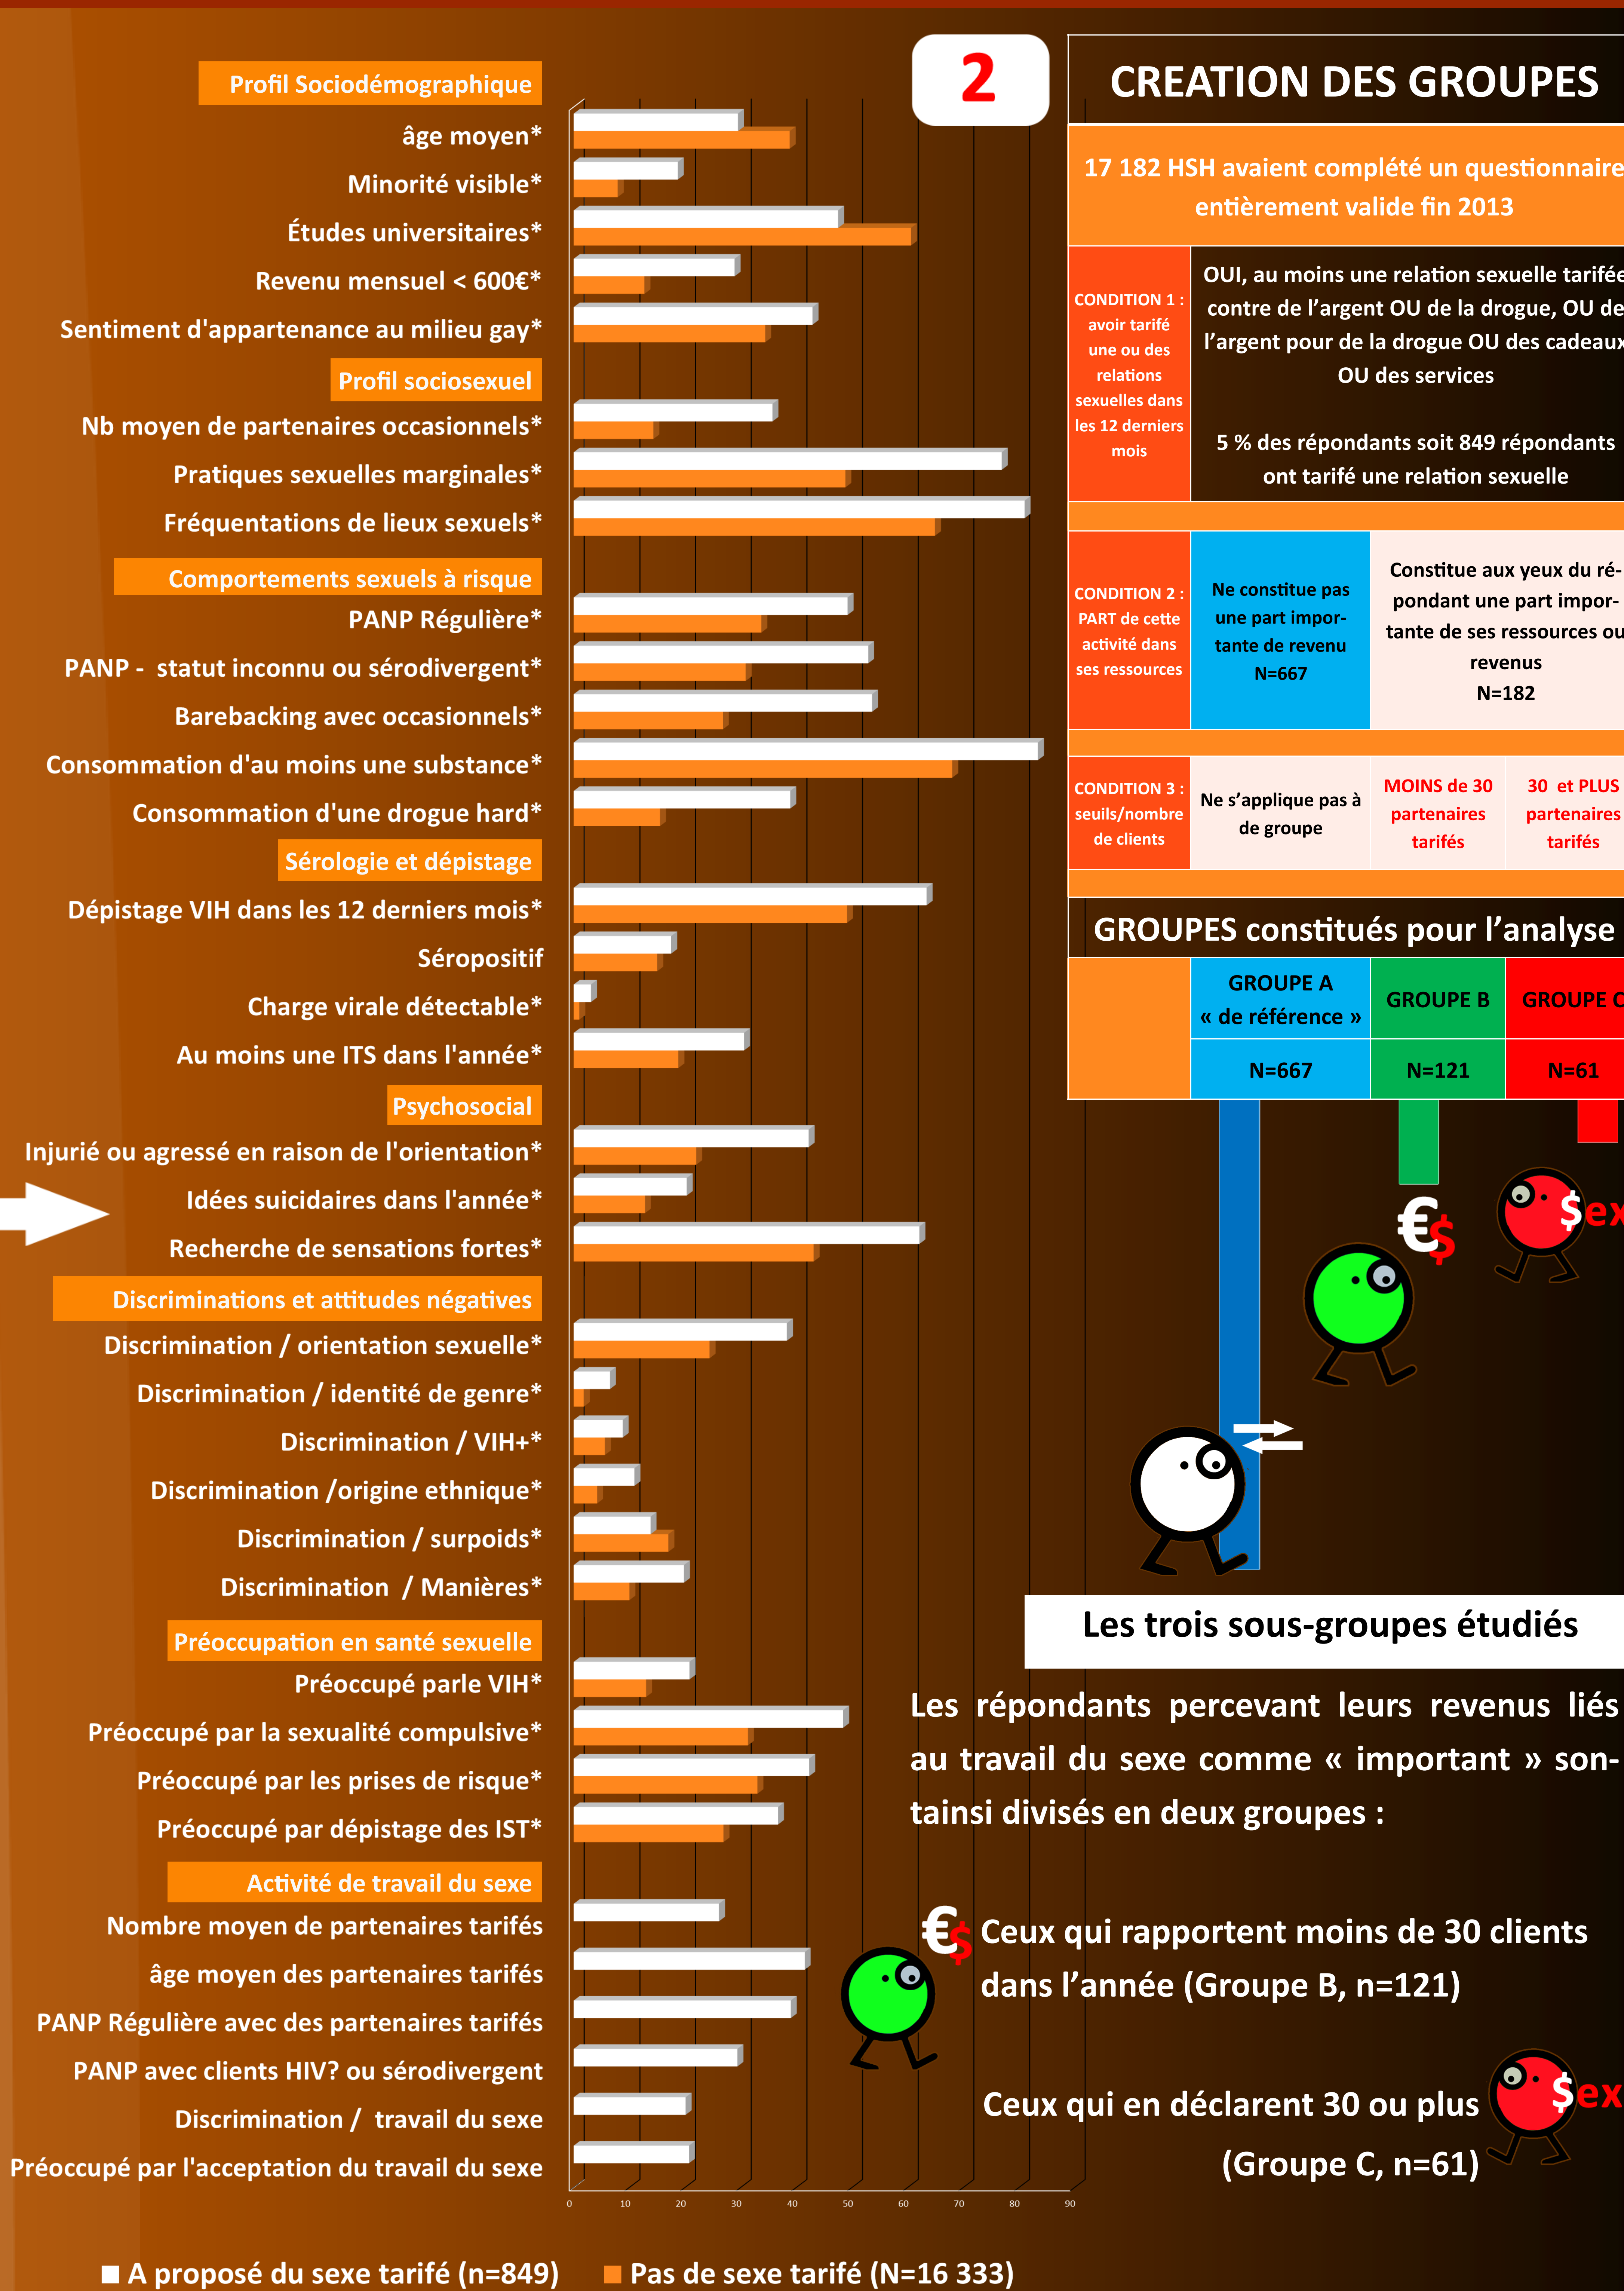 Profil Sociodémographique
âge moyen*
Minorité visible*
Études universitaires*
Revenu mensuel < 600€*
Sentiment d'appartenance au milieu gay*
Profil sociosexuel
Nb moyen de partenaires occasionnels*
Pratiques sexuelles marginales*
Fréquentations de lieux sexuels*
Comportements sexuels à risque
PANP Régulière*
PANP - statut inconnu ou sérodivergent*
Barebacking avec occasionnels*
Consommation d'au moins une substance*
Consommation d'une drogue hard*
Sérologie et dépistage
Dépistage VIH dans les 12 derniers mois*
Séropositif
Charge virale détectable*
Au moins une ITS dans l'année*
Psychosocial
Injurié ou agressé en raison de l'orientation*
Idées suicidaires dans l'année*
Recherche de sensations fortes*
Discriminations et attitudes négatives
Discrimination / orientation sexuelle*
Discrimination / identité de genre*
Discrimination / VIH+*
Discrimination /origine ethnique*
Discrimination / surpoids*
Discrimination / Manières*
Préoccupation en santé sexuelle
Préoccupé parle VIH*
Préoccupé par la sexualité compulsive*
Préoccupé par les prises de risque*
Préoccupé par dépistage des IST*
Activité de travail du sexe
Nombre moyen de partenaires tarifés
âge moyen des partenaires tarifés
PANP Régulière avec des partenaires tarifés
PANP avec clients HIV? ou sérodivergent
Discrimination / travail du sexe
Préoccupé par l'acceptation du travail du sexe
0 10 20 30 40 50 60 70 80 90
A proposé du sexe tarifé (n=849) Pas de sexe tarifé (N=16 333)
2
CREATION DES GROUPES
17 182 HSH avaient complété un questionnaire
entièrement valide fin 2013
CONDITION 1 :
avoir tarifé
une ou des
relations
sexuelles dans
les 12 derniers
mois
OUI, au moins une relation sexuelle tarifée
contre de l’argent OU de la drogue, OU de
l’argent pour de la drogue OU des cadeaux
OU des services
5 % des répondants soit 849 répondants
ont tarifé une relation sexuelle
CONDITION 2 :
PART de cette
activité dans
ses ressources
Ne constitue pas
une part impor-
tante de revenu
N=667
Constitue aux yeux du ré-
pondant une part impor-
tante de ses ressources ou
revenus
N=182
CONDITION 3 :
seuils/nombre
de clients
Ne s’applique pas à
de groupe
MOINS de 30
partenaires
tarifés
30 et PLUS
partenaires
tarifés
GROUPES constitués pour l’analyse
GROUPE A
« de référence »
GROUPE B
GROUPE C
N=667
N=121
N=61
€$
$ex
Les trois sous-groupes étudiés
Les répondants percevant leurs revenus liés
au travail du sexe comme « important » son-
tainsi divisés en deux groupes :
€$
Ceux qui rapportent moins de 30 clients
dans l’année (Groupe B, n=121)
Ceux qui en déclarent 30 ou plus
(Groupe C, n=61)
$ex